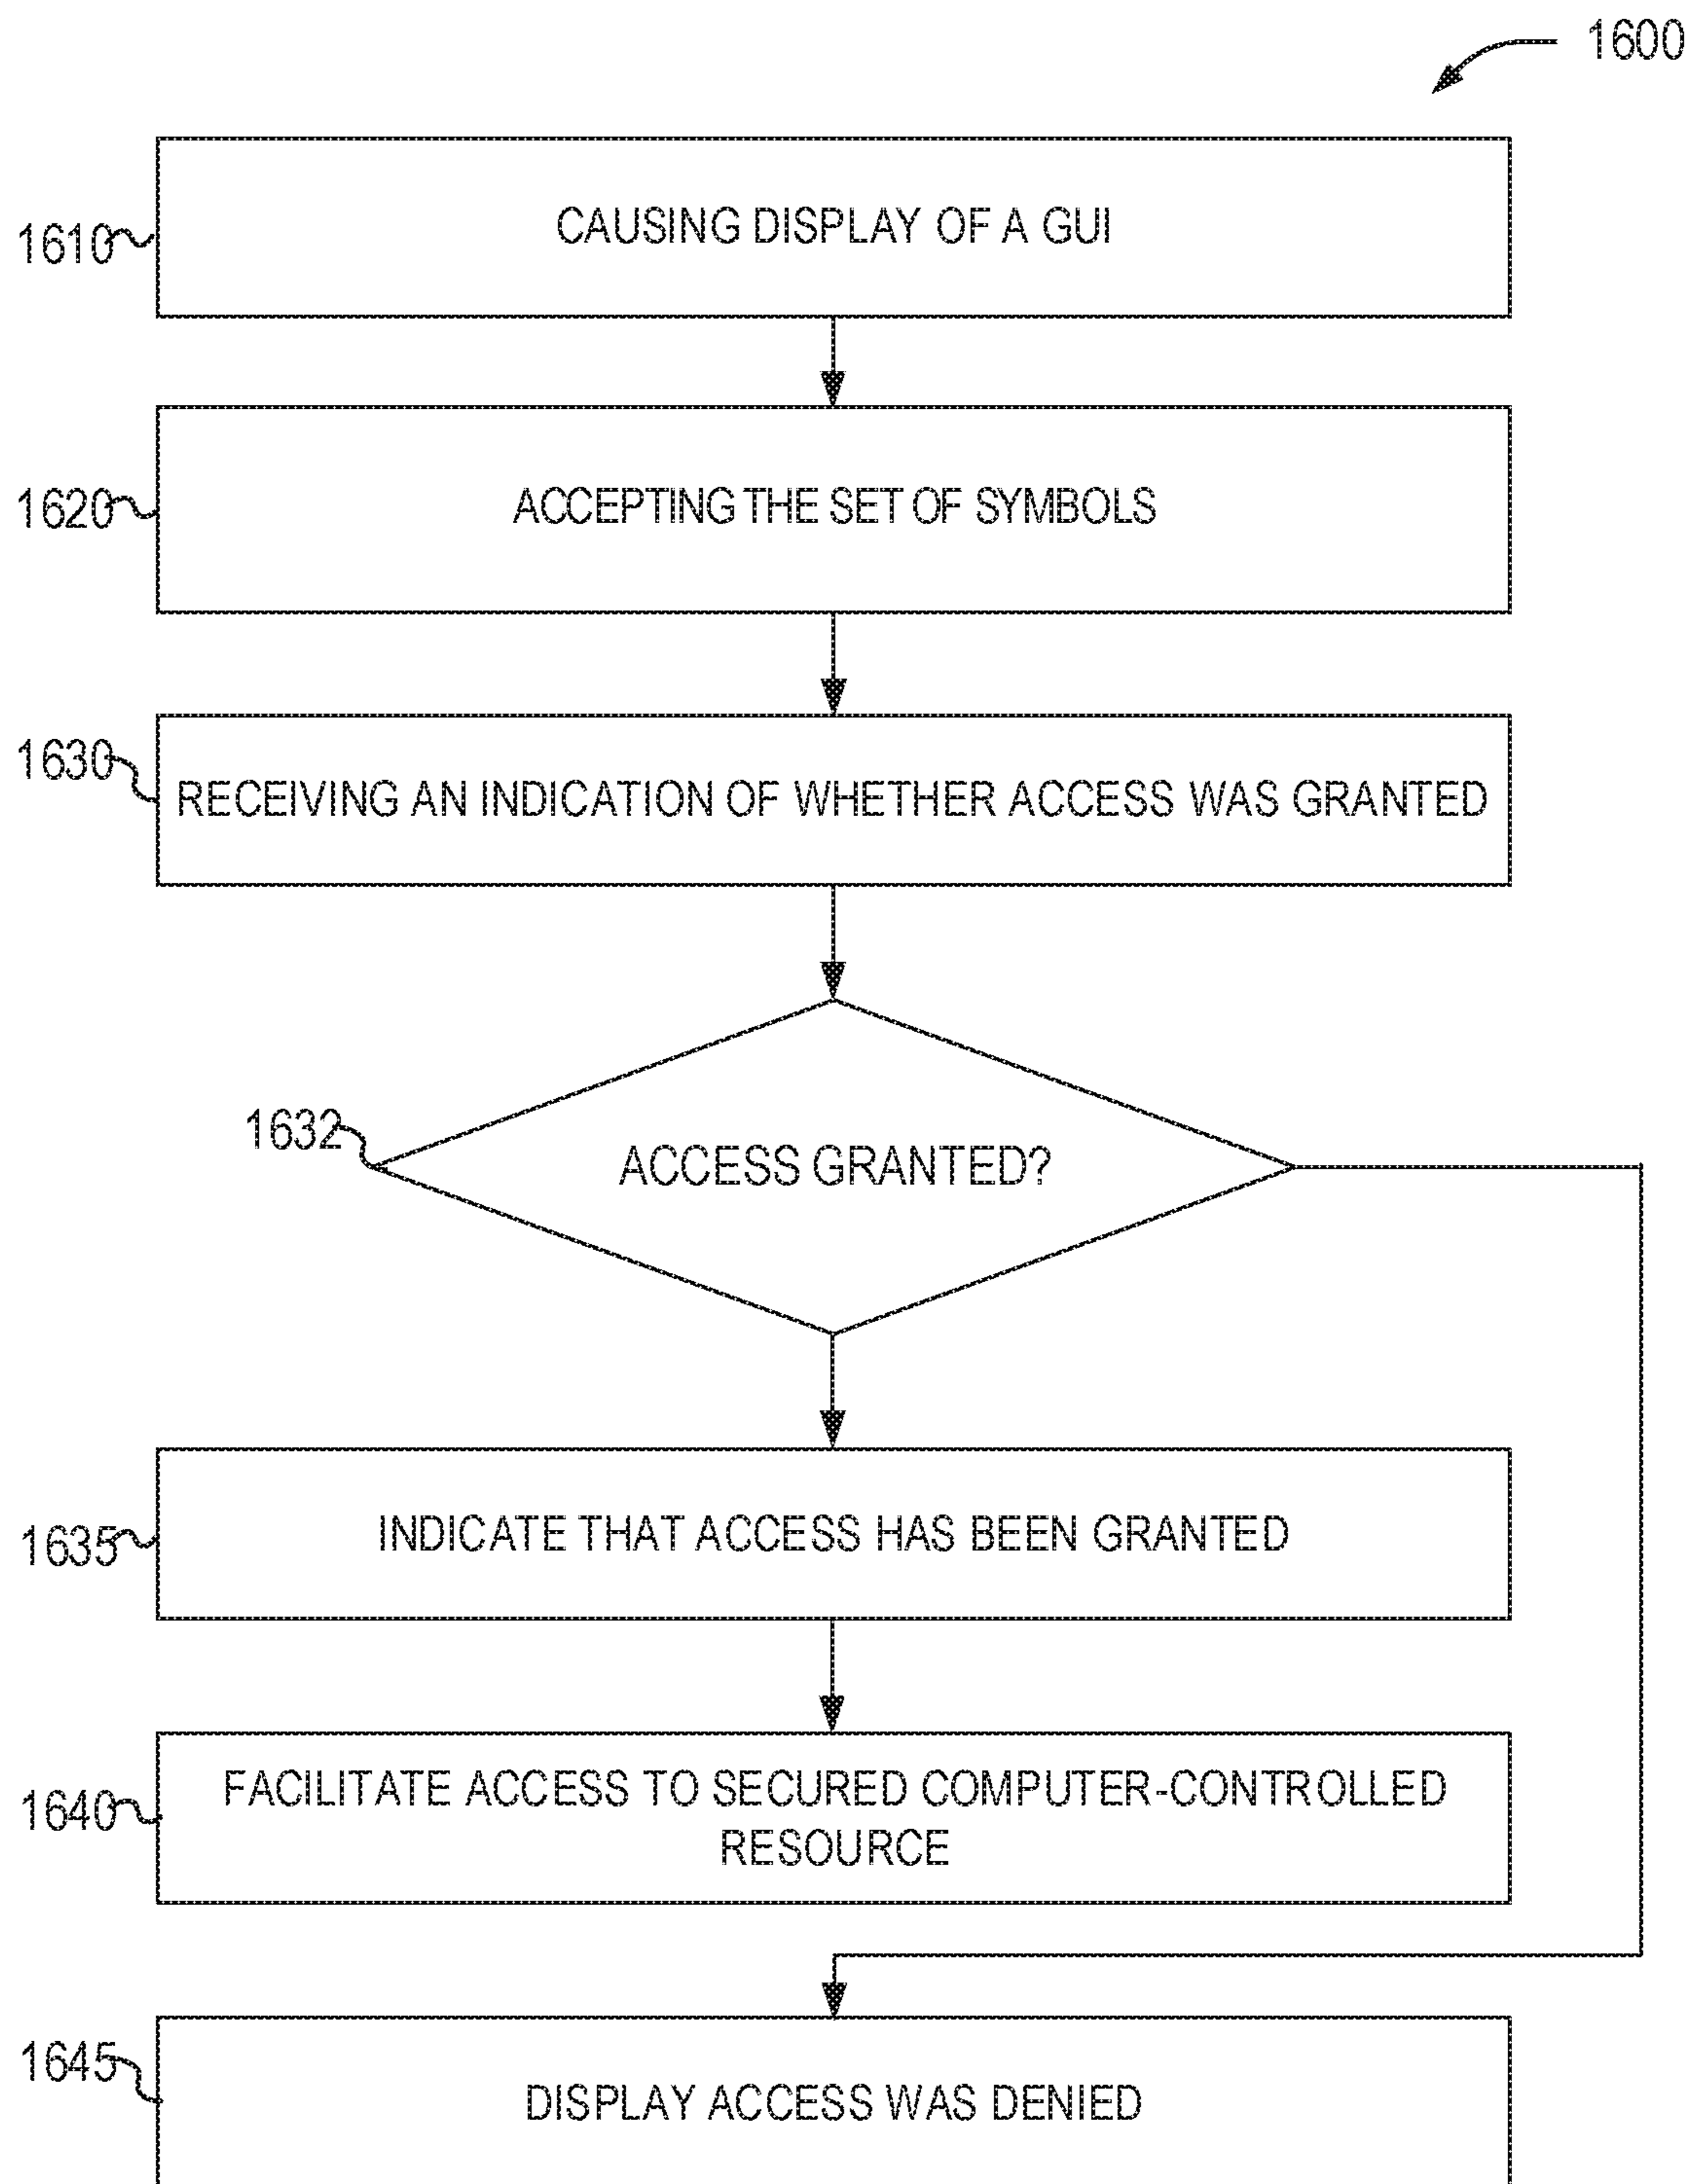 1600
1610
CAUSING DISPLAY OF A GUI
1620
ACCEPTING THE SET OF SYMBOLS
1630
RECEIVING AN INDICATION OF WHETHER ACCESS WAS GRANTED
1632
ACCESS GRANTED?
1635
INDICATE THAT ACCESS HAS BEEN GRANTED
1640
FACILITATE ACCESS TO SECURED COMPUTER-CONTROLLED
RESOURCE
1645
DISPLAY ACCESS WAS DENIED